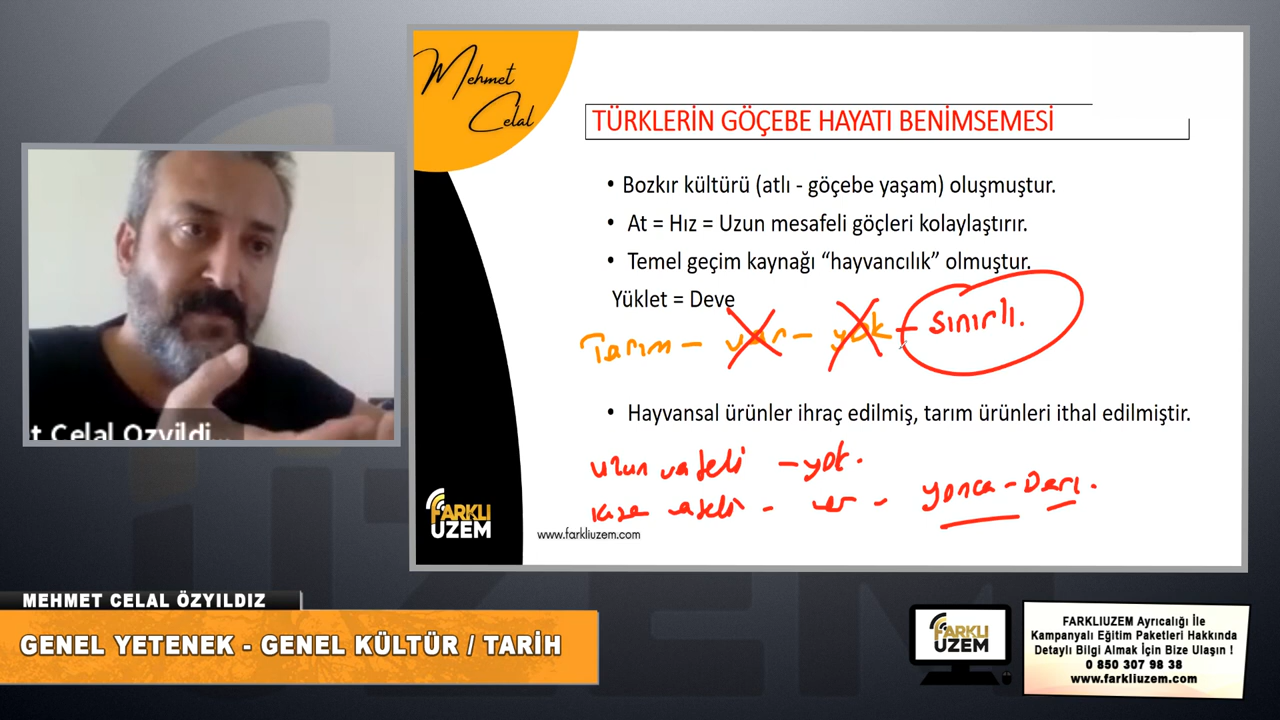 Mehmet
Celal
TÜRKLERİN GÖÇEBE HAYATI BENİMSEMESİ
• Bozkır kültürü (atlı - göçebe yaşam) oluşmuştur.
• At = Hız = Uzun mesafeli göçleri kolaylaştırır.
• Temel geçim kaynağı “hayvancılık” olmuştur.
Yüklet = Deve
Tarım – var – yok – sınırlı.
• Hayvansal ürünler ihraç edilmiş, tarım ürünleri ithal edilmiştir.
uzun vadeli – yok.
kısa vadeli - var - yonca - Darı.
t Celal Ozyildi...
FARKLI
UZEM
www.farkliuzem.com
MEHMET CELAL ÖZYILDIZ
GENEL YETENEK - GENEL KÜLTÜR / TARİH
FARKLI
UZEM
FARKLIUZEM Ayrıcalığı İle
Kampanyalı Eğitim Paketleri Hakkında
Detaylı Bilgi Almak İçin Bize Ulaşın !
0 850 307 98 38
www.farkliuzem.com
ÜZEM